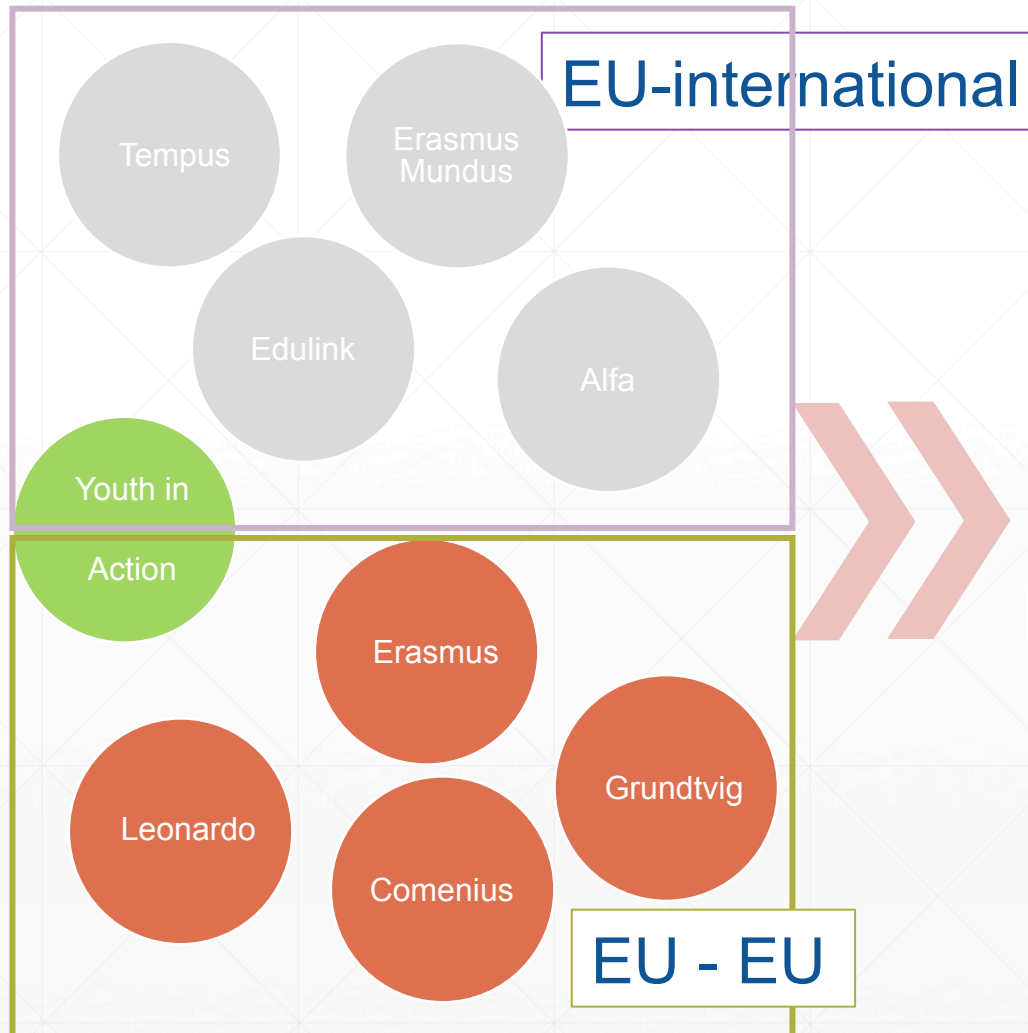 EU-international
Tempus
Erasmus
Mundus
Edulink
Alfa
Youth in
Action
Erasmus
Grundtvig
Leonardo
Comenius
EU - EU